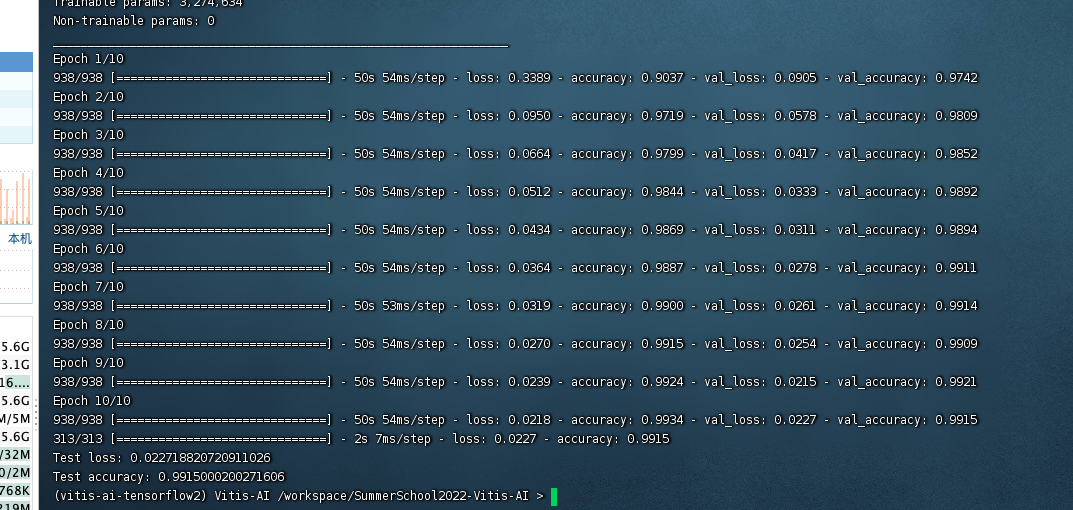 Trainable params: 3,274,634
Non-trainable params: 0
Epoch 1/10
938/938 [==============================] - 50s 54ms/step - loss: 0.3389 - accuracy: 0.9037 - val_loss: 0.0905 - val_accuracy: 0.9742
Epoch 2/10
938/938 [==============================] - 50s 54ms/step - loss: 0.0950 - accuracy: 0.9719 - val_loss: 0.0578 - val_accuracy: 0.9809
Epoch 3/10
938/938 [==============================] - 50s 54ms/step - loss: 0.0664 - accuracy: 0.9799 - val_loss: 0.0417 - val_accuracy: 0.9852
Epoch 4/10
938/938 [==============================] - 50s 54ms/step - loss: 0.0512 - accuracy: 0.9844 - val_loss: 0.0333 - val_accuracy: 0.9892
Epoch 5/10
938/938 [==============================] - 50s 54ms/step - loss: 0.0434 - accuracy: 0.9869 - val_loss: 0.0311 - val_accuracy: 0.9894
Epoch 6/10
938/938 [==============================] - 50s 54ms/step - loss: 0.0364 - accuracy: 0.9887 - val_loss: 0.0278 - val_accuracy: 0.9911
Epoch 7/10
938/938 [==============================] - 50s 53ms/step - loss: 0.0319 - accuracy: 0.9900 - val_loss: 0.0261 - val_accuracy: 0.9914
Epoch 8/10
938/938 [==============================] - 50s 54ms/step - loss: 0.0270 - accuracy: 0.9915 - val_loss: 0.0254 - val_accuracy: 0.9909
Epoch 9/10
938/938 [==============================] - 50s 54ms/step - loss: 0.0239 - accuracy: 0.9924 - val_loss: 0.0215 - val_accuracy: 0.9921
Epoch 10/10
938/938 [==============================] - 50s 54ms/step - loss: 0.0218 - accuracy: 0.9934 - val_loss: 0.0227 - val_accuracy: 0.9915
313/313 [==============================] - 2s 7ms/step - loss: 0.0227 - accuracy: 0.9915
Test loss: 0.022718820720911026
Test accuracy: 0.9915000200271606
(vitis-ai-tensorflow2) Vitis-AI /workspace/SummerSchool2022-Vitis-AI >
本机
5.6G
3.1G
16....
5.6G
M/5M
5.6G
/32M
0/2M
768K
219M